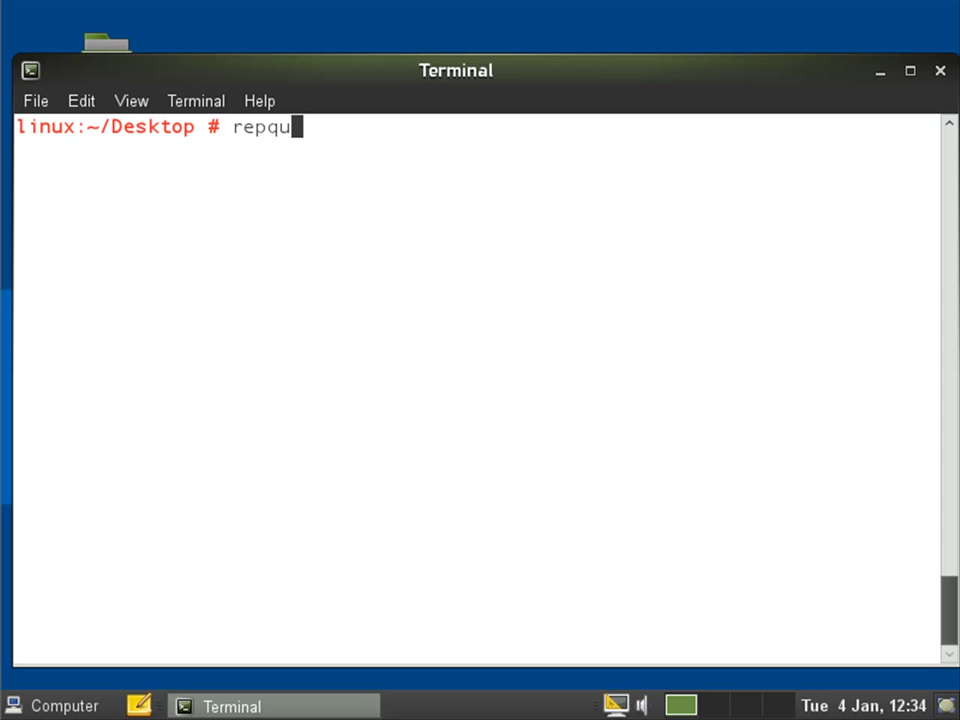 Terminal
File Edit View Terminal Help
linux:~/Desktop # repqu
Computer Terminal Tue 4 Jan, 12:34